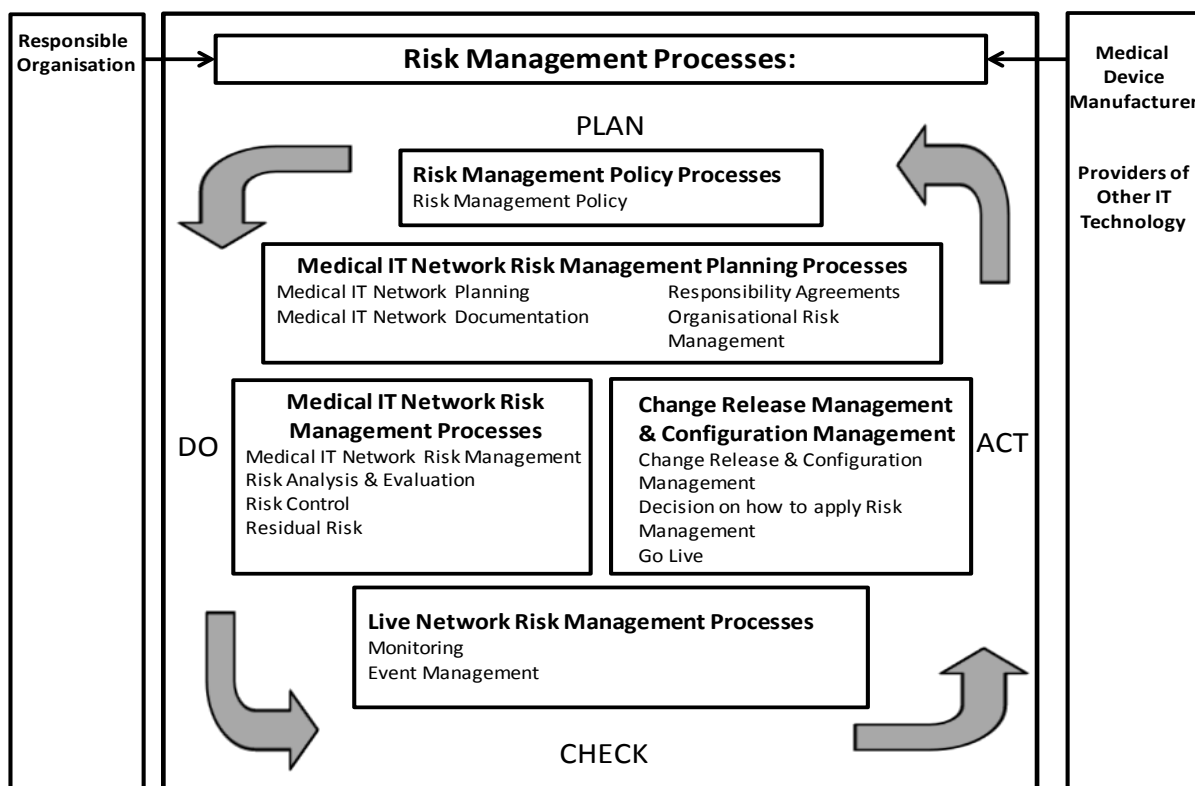 Responsible
Organisation
Risk Management Processes:
Medical
Device
Manufacturer
Providers of
Other IT
Technology
PLAN
Risk Management Policy Processes
Risk Management Policy
Medical IT Network Risk Management Planning Processes
Medical IT Network Planning
Medical IT Network Documentation
Responsibility Agreements
Organisational Risk
Management
DO
Medical IT Network Risk
Management Processes
Medical IT Network Risk Management
Risk Analysis & Evaluation
Risk Control
Residual Risk
Change Release Management
& Configuration Management
Change Release & Configuration
Management
Decision on how to apply Risk
Management
Go Live
ACT
Live Network Risk Management Processes
Monitoring
Event Management
CHECK